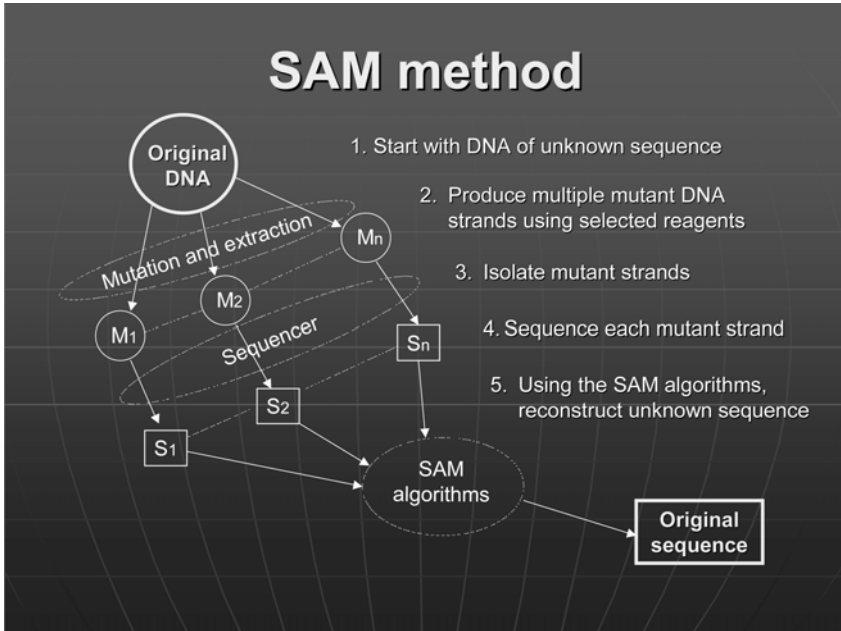 SAM method
Original
DNA
1. Start with DNA of unknown sequence
2. Produce multiple mutant DNA
strands using selected reagents
Mutation and extraction
Mn
3. Isolate mutant strands
M2
M1
Sequencer
4. Sequence each mutant strand
Sn
5. Using the SAM algorithms,
reconstruct unknown sequence
S2
S1
SAM
algorithms
Original
sequence